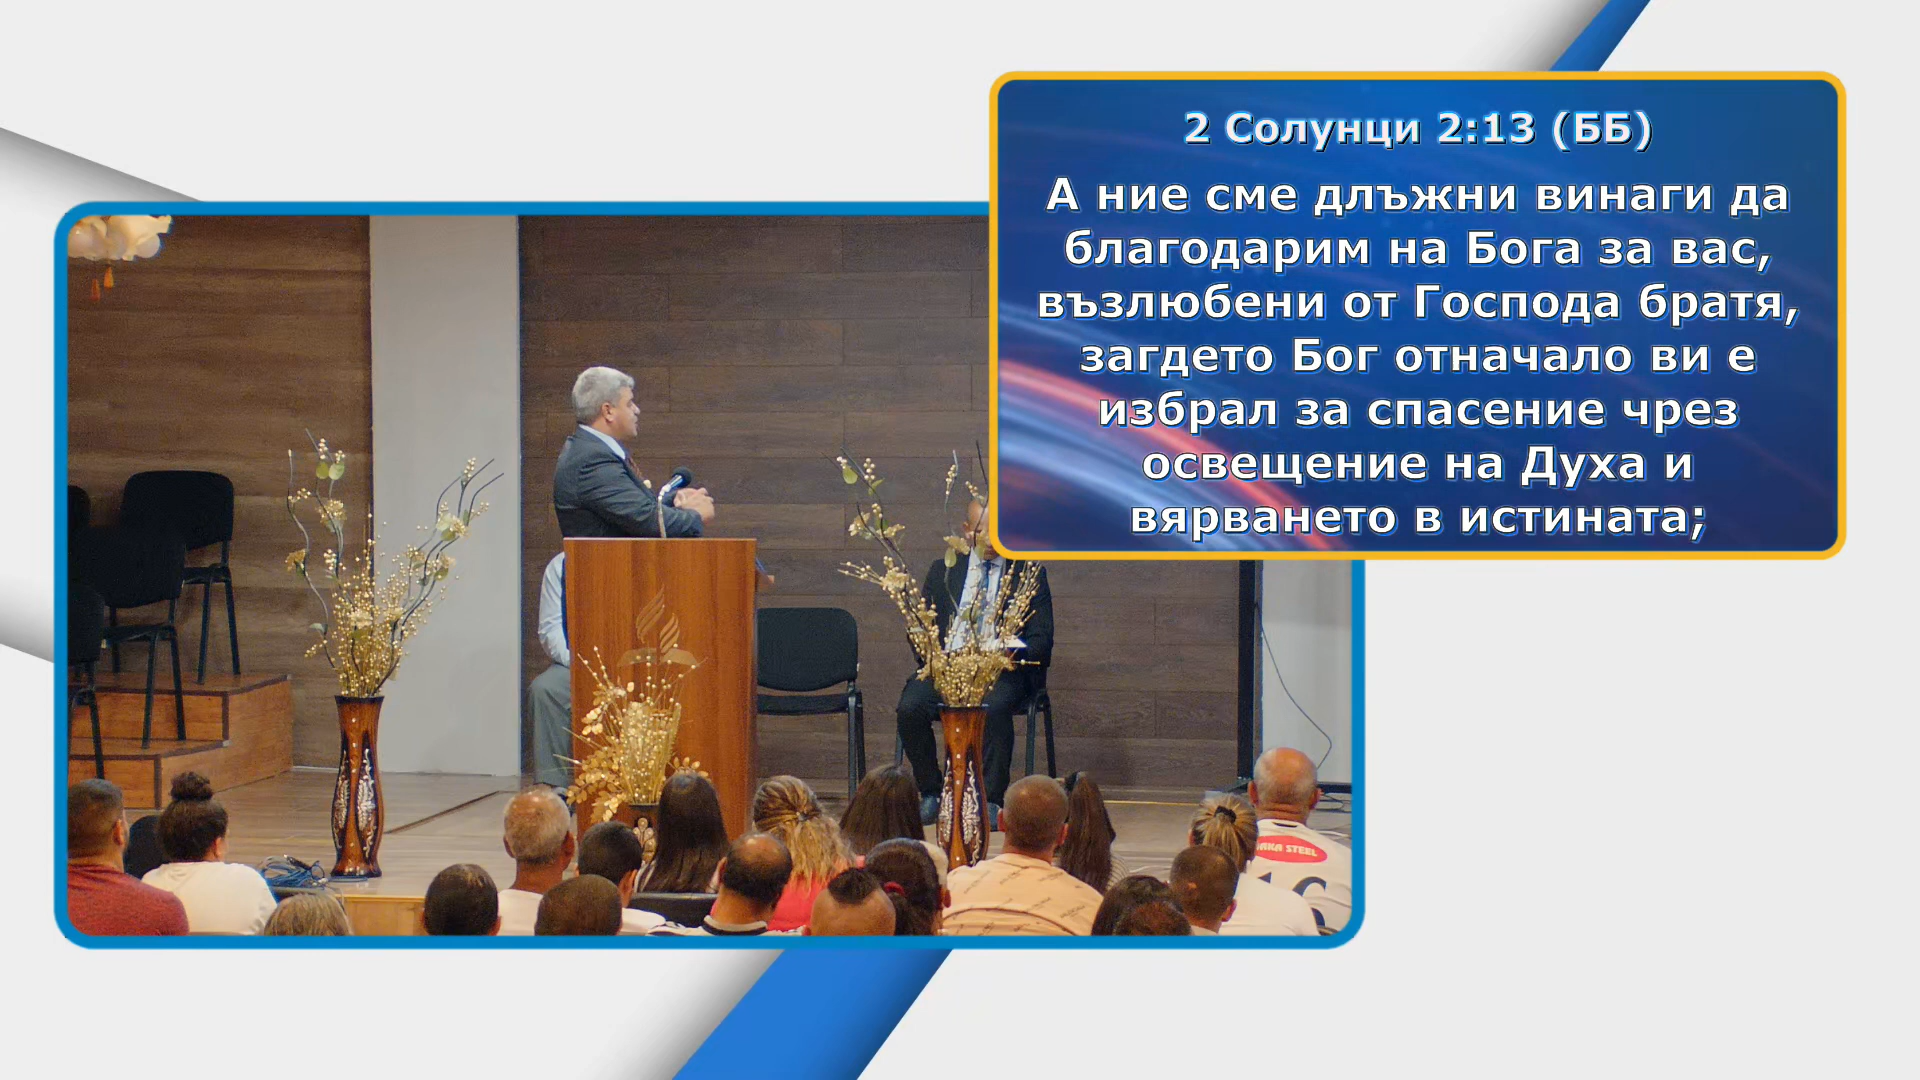 2 Солунци 2:13 (ББ)
А ние сме длъжни винаги да
благодарим на Бога за вас,
възлюбени от Господа братя,
загдето Бог отначало ви е
избрал за спасение чрез
освещение на Духа и
вярването в истината;
STEEL